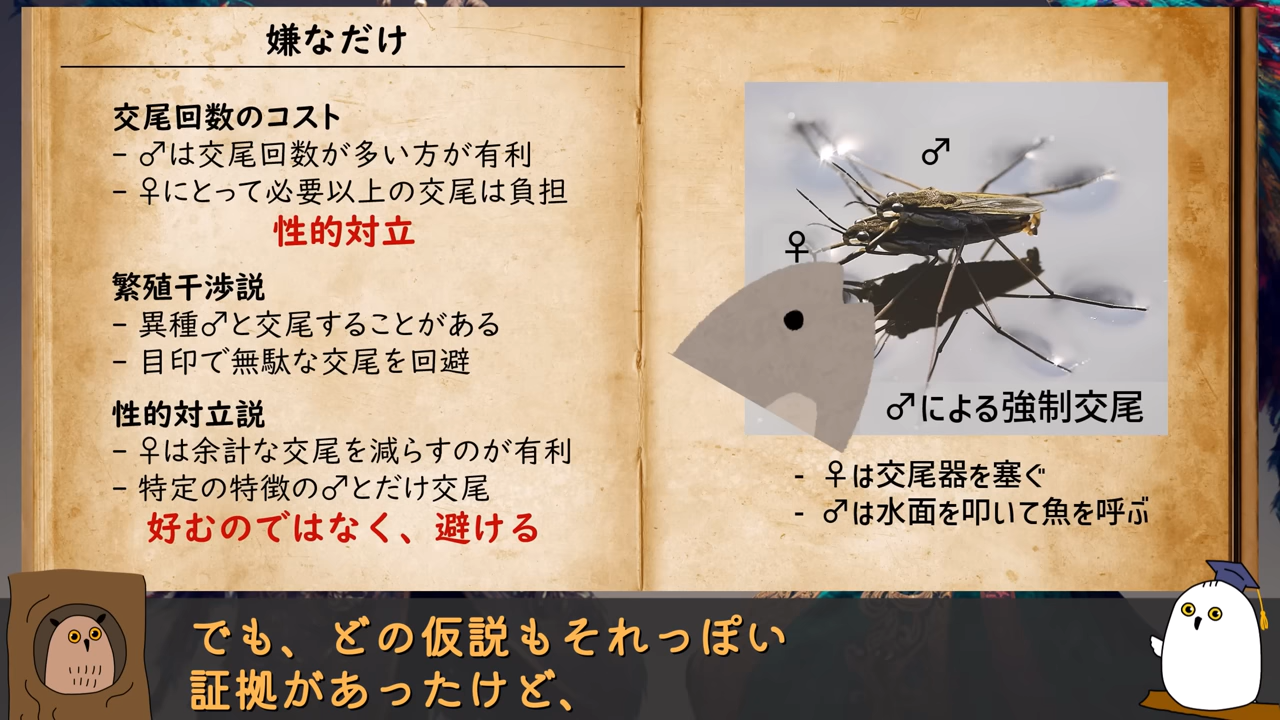 嫌なだけ
交尾回数のコスト
- ♂は交尾回数が多い方が有利
- ♀にとって必要以上の交尾は負担
性的対立
繁殖干渉説
- 異種♂と交尾することがある
- 目印で無駄な交尾を回避
性的対立説
- ♀は余計な交尾を減らすのが有利
- 特定の特徴の♂とだけ交尾
好むのではなく、避ける
♂
♀
♂による強制交尾
- ♀は交尾器を塞ぐ
- ♂は水面を叩いて魚を呼ぶ
でも、どの仮説もそれっぽい
証拠があったけど、